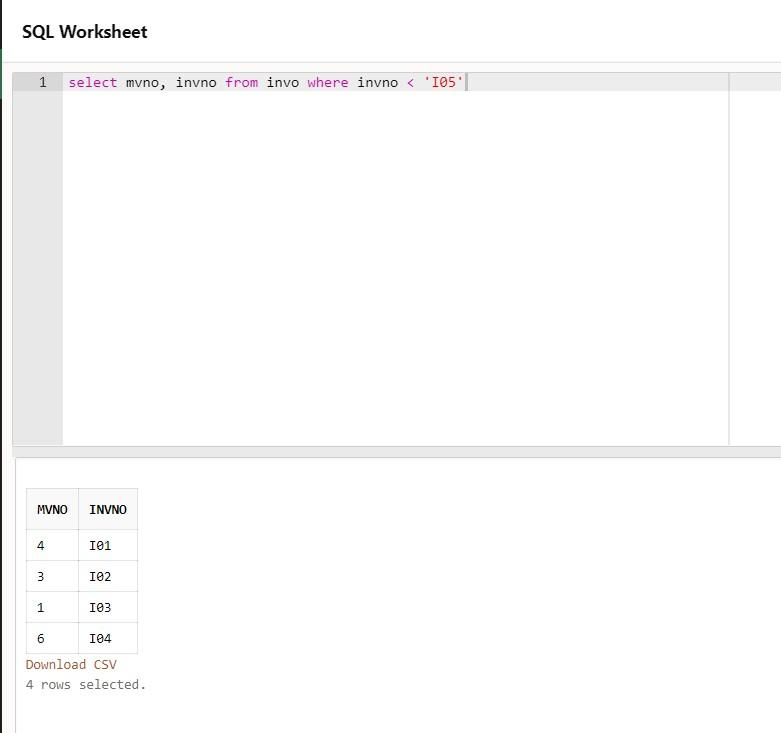 SQL Worksheet
1 select mvno, invno from invo where invno < 'I05'
MVNO INVNO
4 I01
3 I02
1 I03
6 I04
Download CSV
4 rows selected.